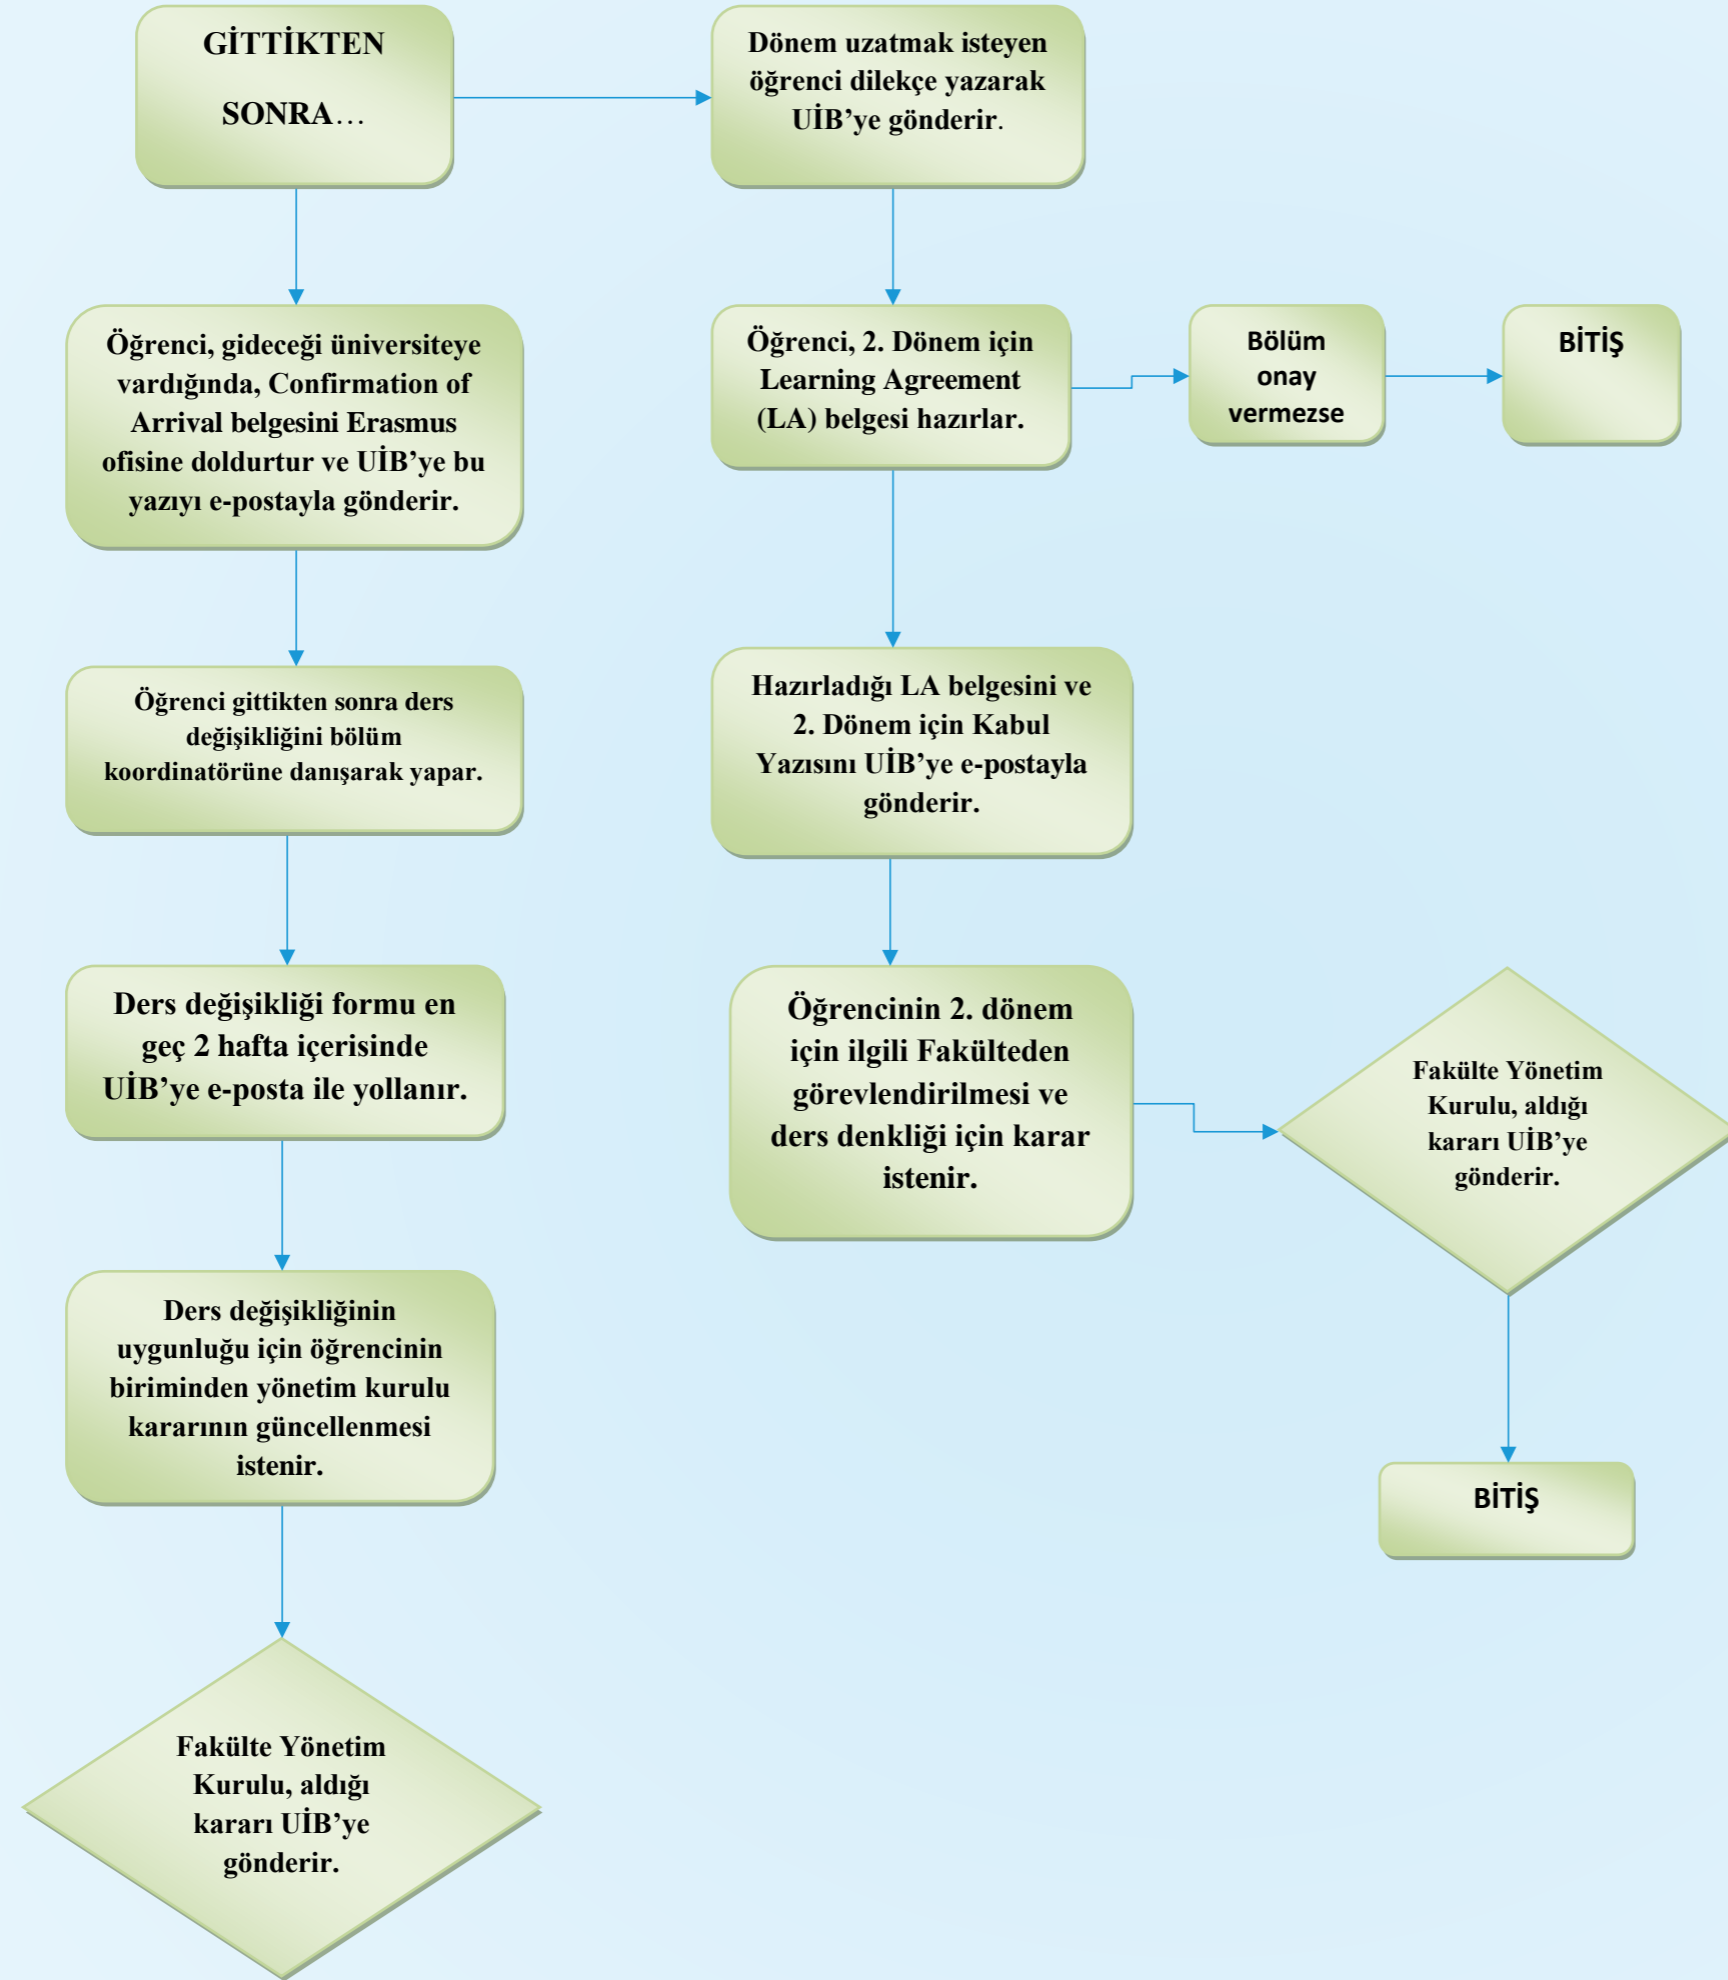 GİTTİKTEN
SONRA…
Dönem uzatmak isteyen
öğrenci dilekçe yazarak
UİB’ye gönderir.
Öğrenci, gideceği üniversiteye
vardığında, Confirmation of
Arrival belgesini Erasmus
ofisine doldurtur ve UİB’ye bu
yazıyı e-postayla gönderir.
Öğrenci, 2. Dönem için
Learning Agreement
(LA) belgesi hazırlar.
Bölüm
onay
vermezse
BİTİŞ
Öğrenci gittikten sonra ders
değişikliğini bölüm
koordinatörüne danışarak yapar.
Hazırladığı LA belgesini ve
2. Dönem için Kabul
Yazısını UİB’ye e-postayla
gönderir.
Ders değişikliği formu en
geç 2 hafta içerisinde
UİB’ye e-posta ile yollanır.
Öğrencinin 2. dönem
için ilgili Fakülteden
görevlendirilmesi ve
ders denkliği için karar
istenir.
Fakülte Yönetim
Kurulu, aldığı
kararı UİB’ye
gönderir.
Ders değişikliğinin
uygunluğu için öğrencinin
biriminden yönetim kurulu
kararının güncellenmesi
istenir.
BİTİŞ
Fakülte Yönetim
Kurulu, aldığı
kararı UİB’ye
gönderir.